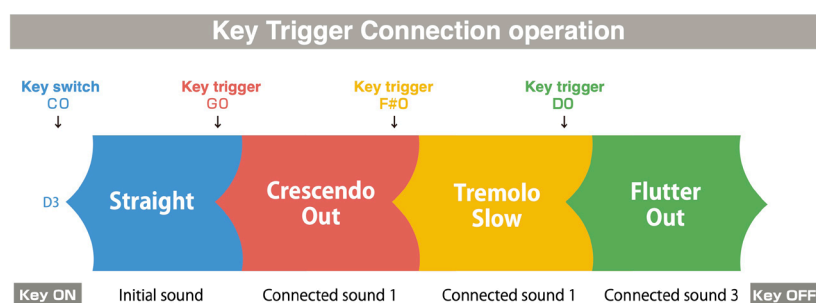 Key Trigger Connection operation
Key switch
C0
↓
Key trigger
G0
↓
Key trigger
F#0
↓
Key trigger
D0
↓
D3
Straight
Crescendo
Out
Tremolo
Slow
Flutter
Out
Key ON
Initial sound
Connected sound 1
Connected sound 1
Connected sound 3
Key OFF